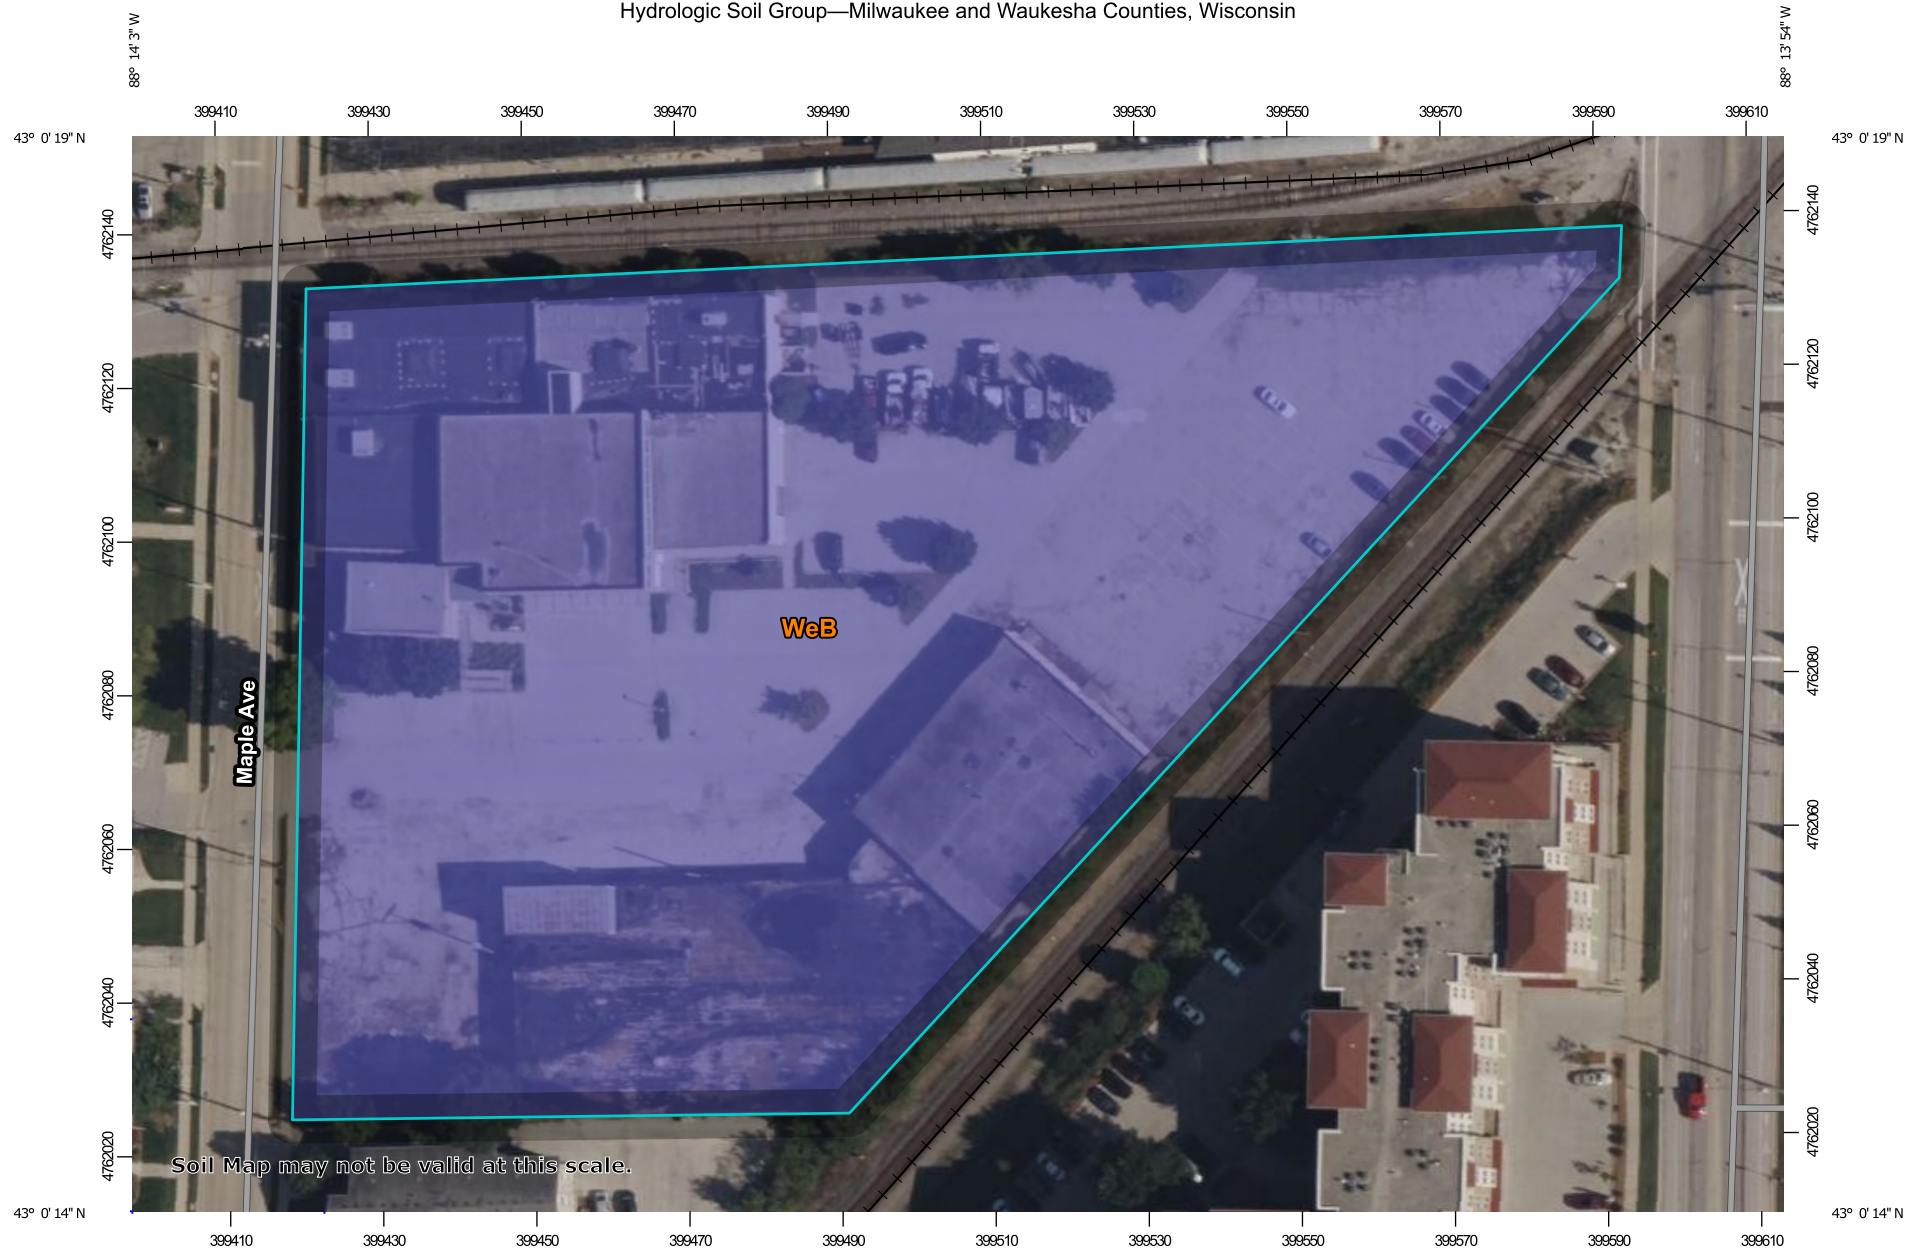 Hydrologic Soil Group—Milwaukee and Waukesha Counties, Wisconsin
88° 14' 3" W
88° 13' 54" W
399410 399430 399450 399470 399490 399510 399530 399550 399570 399590 399610
43° 0' 19" N
43° 0' 19" N
4762140
4762120
4762100
4762080
4762060
4762040
4762020
4762140
4762120
4762100
4762080
4762060
4762040
4762020
WeB
Maple Ave
Soil Map may not be valid at this scale.
43° 0' 14" N
43° 0' 14" N
399410 399430 399450 399470 399490 399510 399530 399550 399570 399590 399610